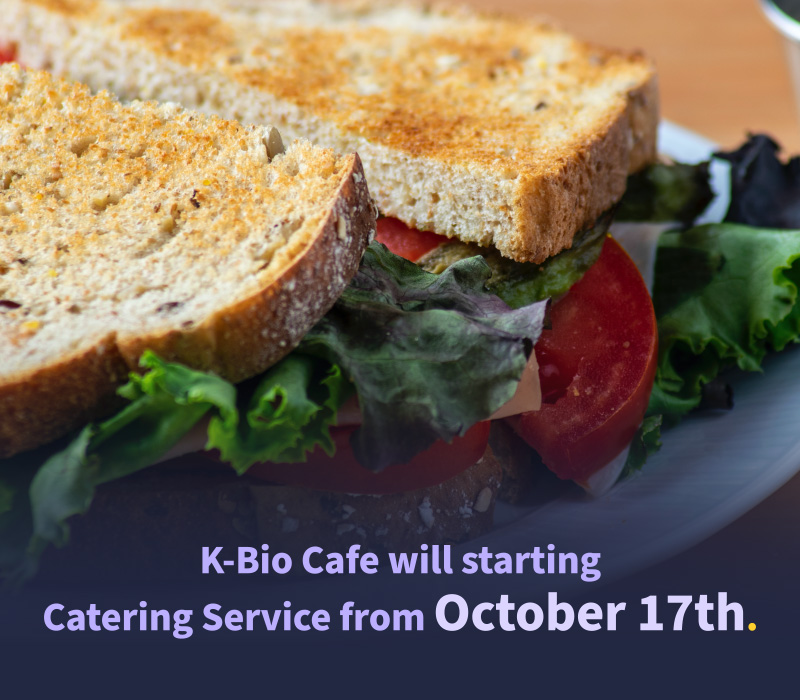 K-Bio Cafe will starting
Catering Service from October 17th.